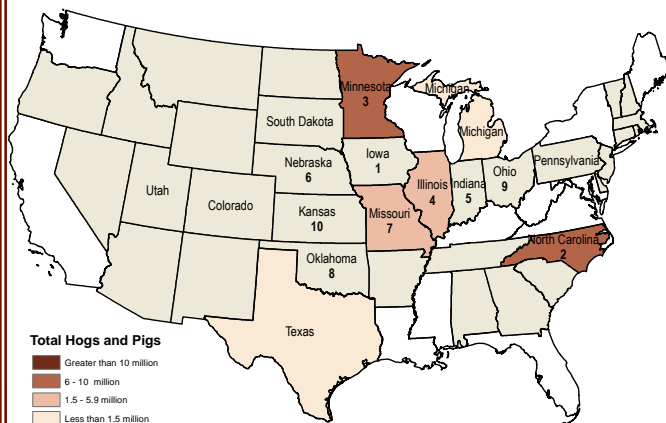 Minnesota
3
Michigan
Michigan
South Dakota
Iowa
1
Nebraska
6
Illinois
4
Indiana
5
Ohio
9
Pennsylvania
Utah
Colorado
Kansas
10
Missouri
7
North Carolina
2
Oklahoma
8
Texas
Total Hogs and Pigs
Greater than 10 million
6 - 10 million
1.5 - 5.9 million
Less than 1.5 million